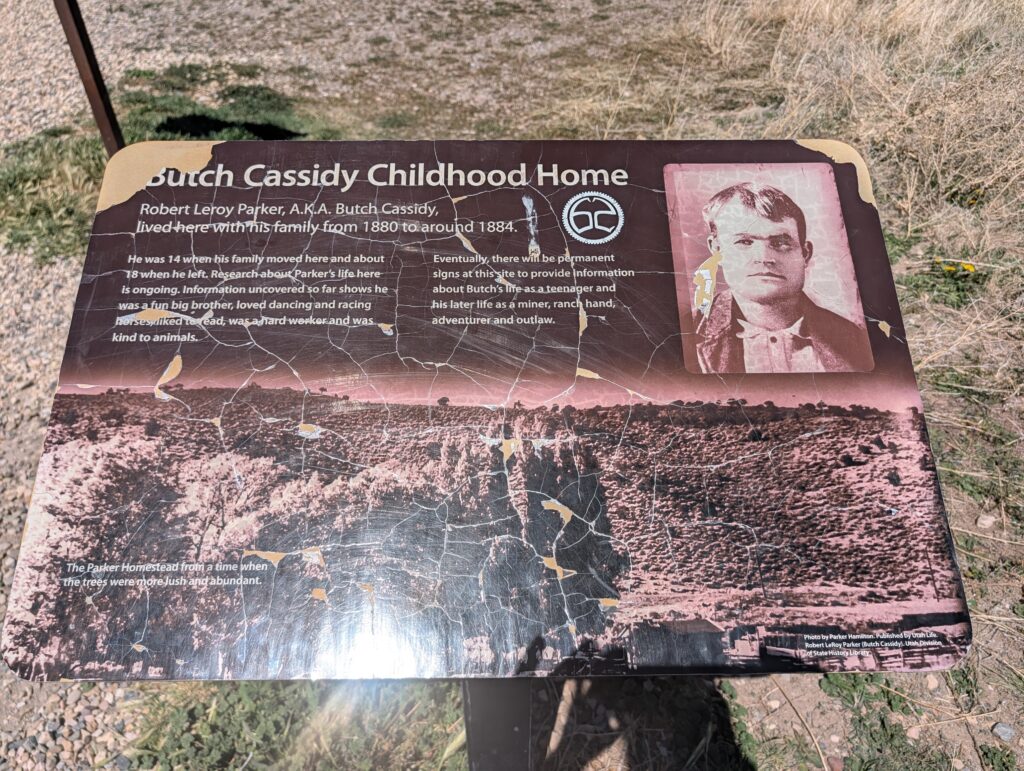 Butch Cassidy Childhood Home
Robert Leroy Parker, A.K.A. Butch Cassidy,
lived here with his family from 1880 to around 1884.
He was 14 when his family moved here and about
18 when he left. Research about Parker's life here
is ongoing. Information uncovered so far shows he
was a fun big brother, loved dancing and racing
horses, liked to read, was a hard worker and was
kind to animals.
Eventually, there will be permanent
signs at this site to provide information
about Butch's life as a teenager and
his later life as a miner, ranch hand,
adventurer and outlaw.
The Parker Homestead from a time when
the trees were more lush and abundant.
Photo by Parker Hamilton. Published by Utah Life.
Robert LeRoy Parker (Butch Cassidy). Utah Division
of State History Library